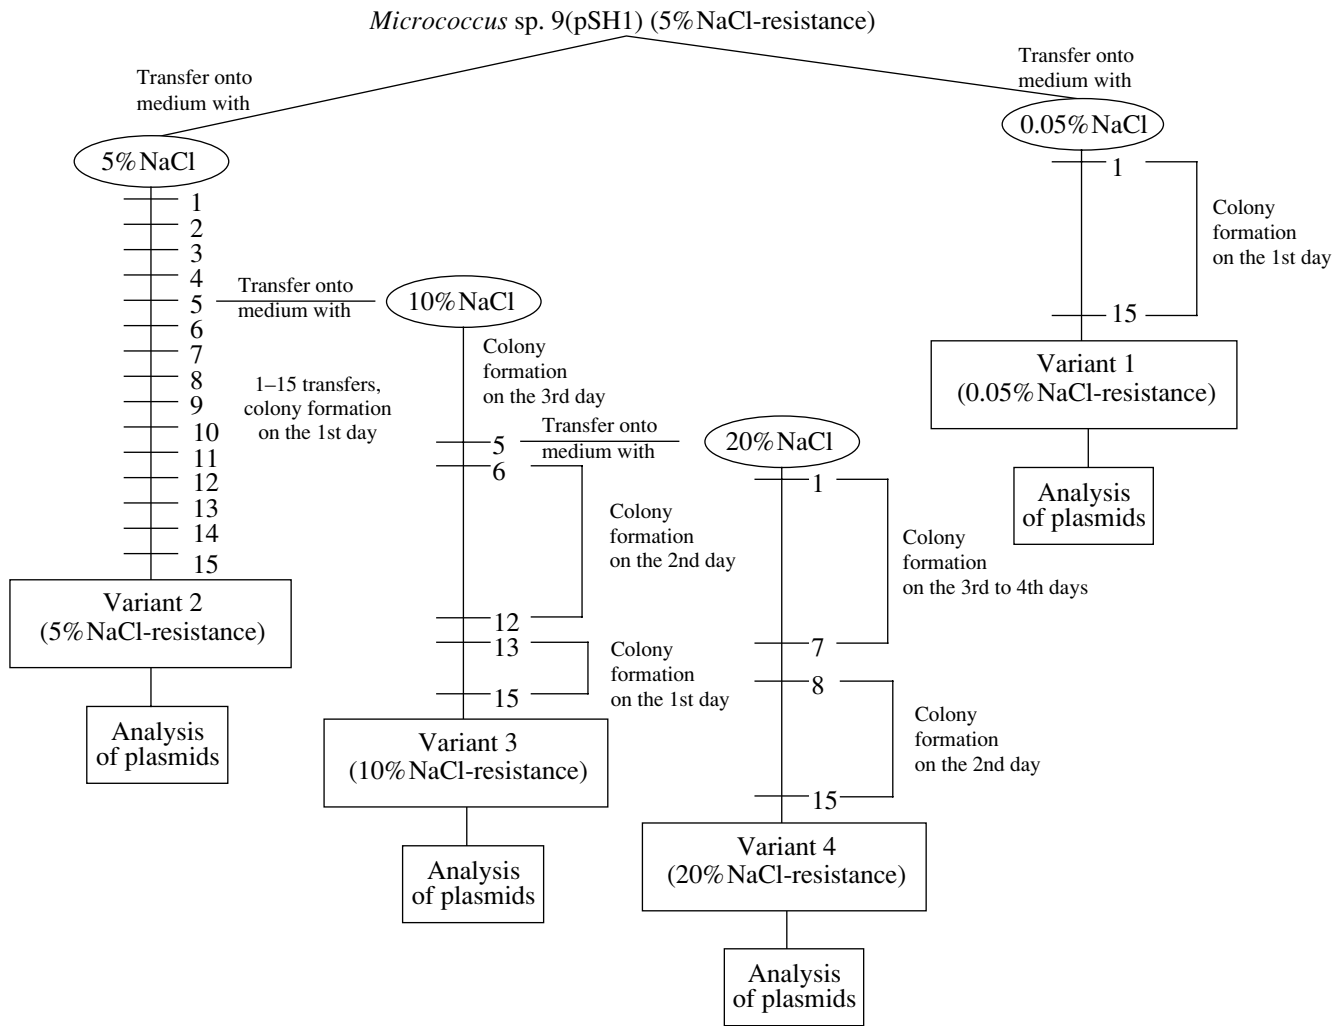 Micrococcus sp. 9(pSH1) (5% NaCl-resistance)
Transfer onto
medium with
5% NaCl
1
2
3
4
5
6
7
8
9
10
11
12
13
14
15
1–15 transfers,
colony formation
on the 1st day
Variant 2
(5% NaCl-resistance)
Analysis
of plasmids
Transfer onto
medium with
10% NaCl
Colony
formation
on the 3rd day
5
6
Colony
formation
on the 2nd day
12
13
Colony
formation
on the 1st day
15
Variant 3
(10% NaCl-resistance)
Analysis
of plasmids
Transfer onto
medium with
20% NaCl
1
Colony
formation
on the 3rd to 4th days
7
8
Colony
formation
on the 2nd day
15
Variant 4
(20% NaCl-resistance)
Analysis
of plasmids
Transfer onto
medium with
0.05% NaCl
1
Colony
formation
on the 1st day
15
Variant 1
(0.05% NaCl-resistance)
Analysis
of plasmids